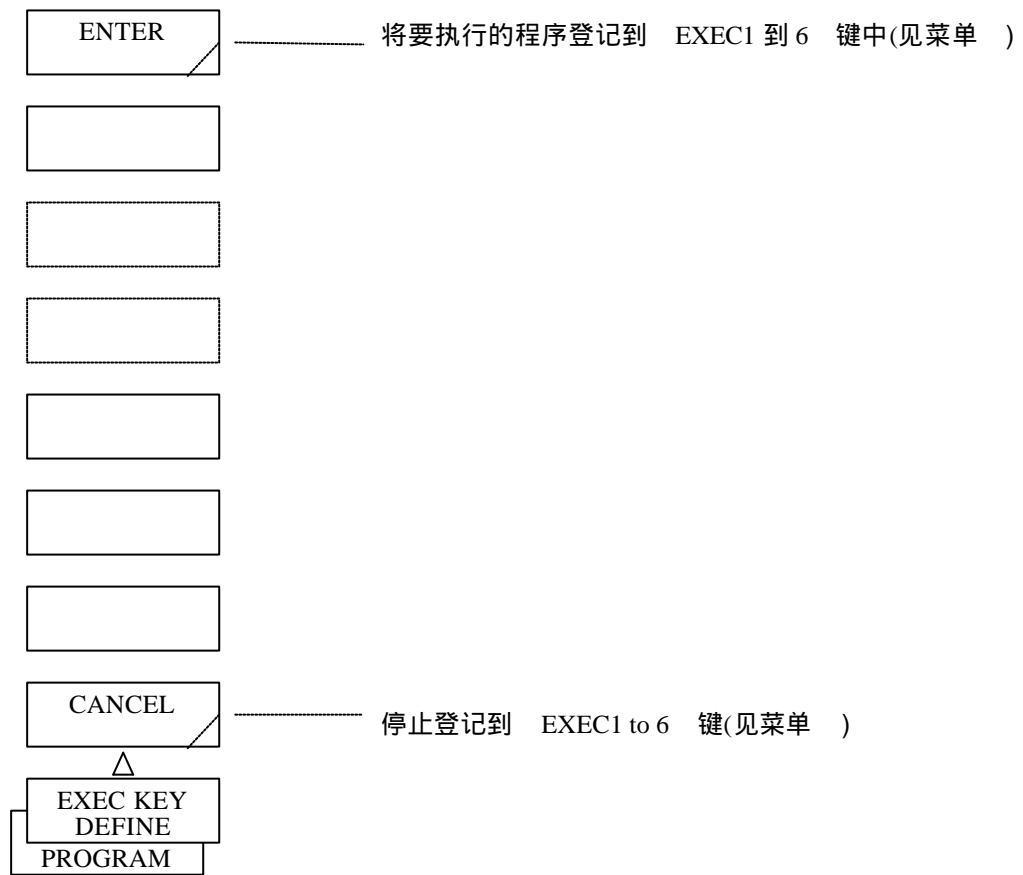 ENTER
将要执行的程序登记到 EXEC1 到 6 键中(见菜单 )
CANCEL
停止登记到 EXEC1 to 6 键(见菜单 )
EXEC KEY
DEFINE
PROGRAM